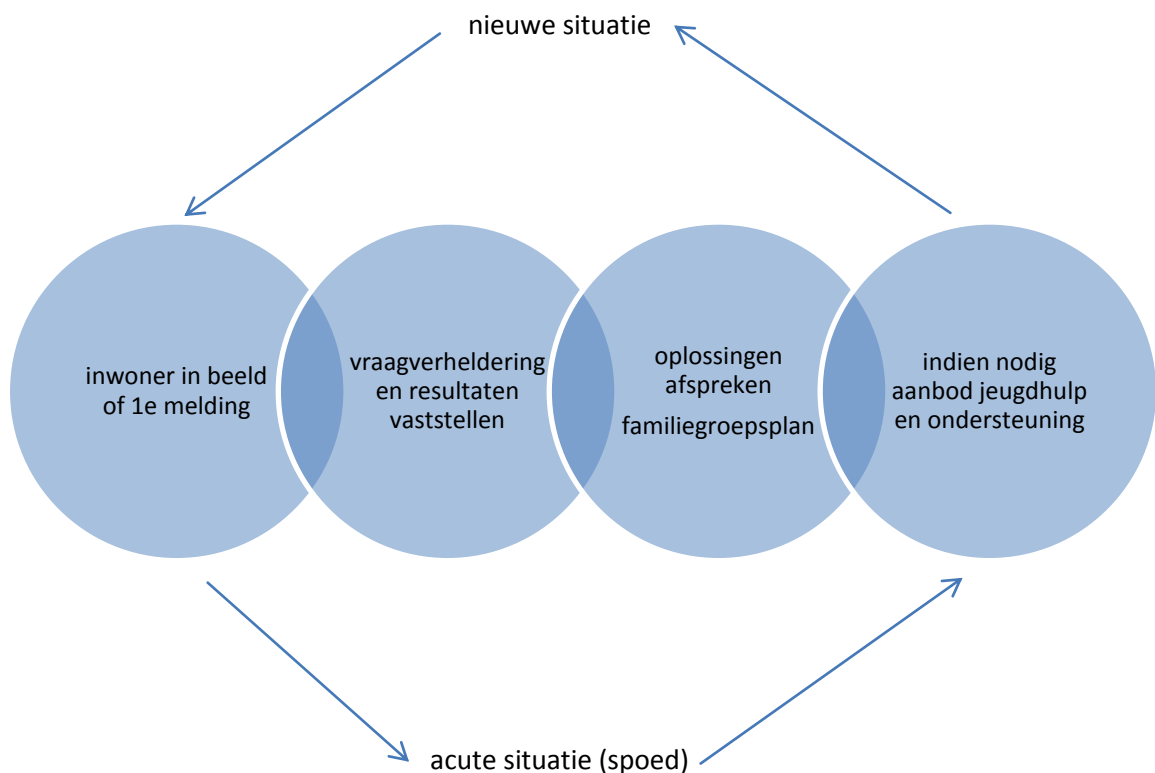 nieuwe situatie
inwoner in beeld
of 1e melding
vraagverheldering
en resultaten
vaststellen
oplossingen
afspreken
familiegroepsplan
indien nodig
aanbod jeugdhulp
en ondersteuning
acute situatie (spoed)